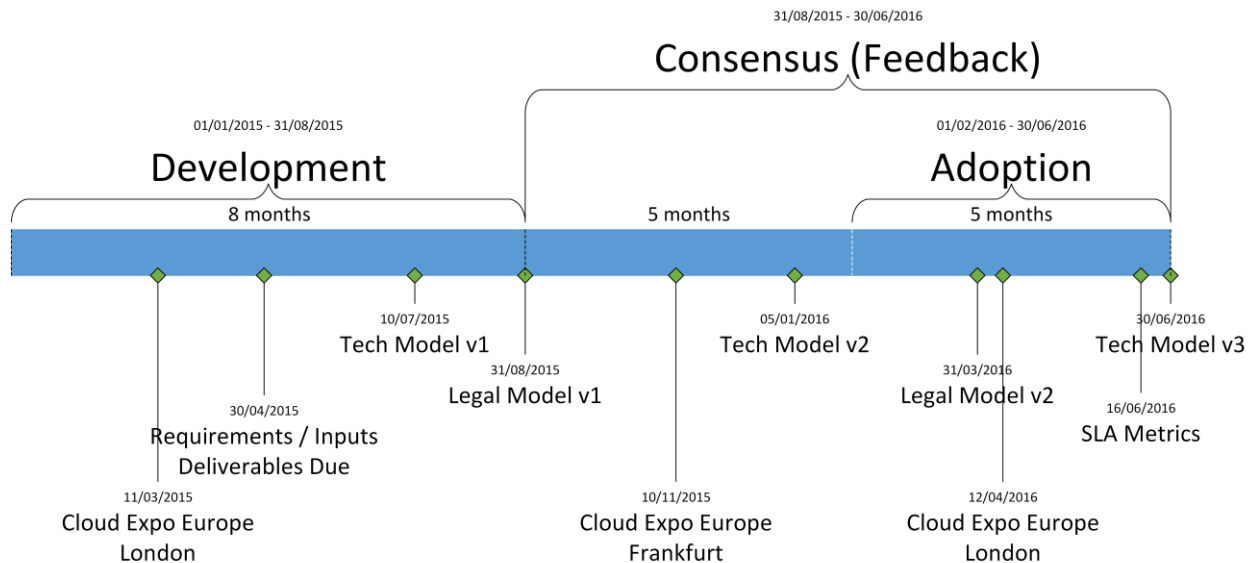 31/08/2015 - 30/06/2016
Consensus (Feedback)
01/01/2015 - 31/08/2015
Development
01/02/2016 - 30/06/2016
Adoption
8 months
5 months
5 months
10/07/2015
Tech Model v1
05/01/2016
Tech Model v2
30/06/2016
Tech Model v3
31/08/2015
Legal Model v1
31/03/2016
Legal Model v2
30/04/2015
Requirements / Inputs
Deliverables Due
16/06/2016
SLA Metrics
11/03/2015
Cloud Expo Europe
London
10/11/2015
Cloud Expo Europe
Frankfurt
12/04/2016
Cloud Expo Europe
London